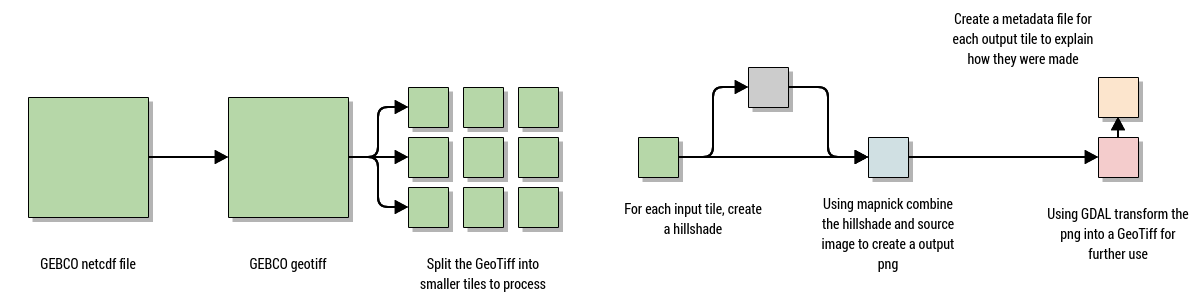 Create a metadata file for
each output tile to explain
how they were made
GEBCO netcdf file
GEBCO geotiff
Split the GeoTiff into
smaller tiles to process
For each input tile, create
a hillshade
Using mapnick combine
the hillshade and source
image to create a output
png
Using GDAL transform the
png into a GeoTiff for
further use